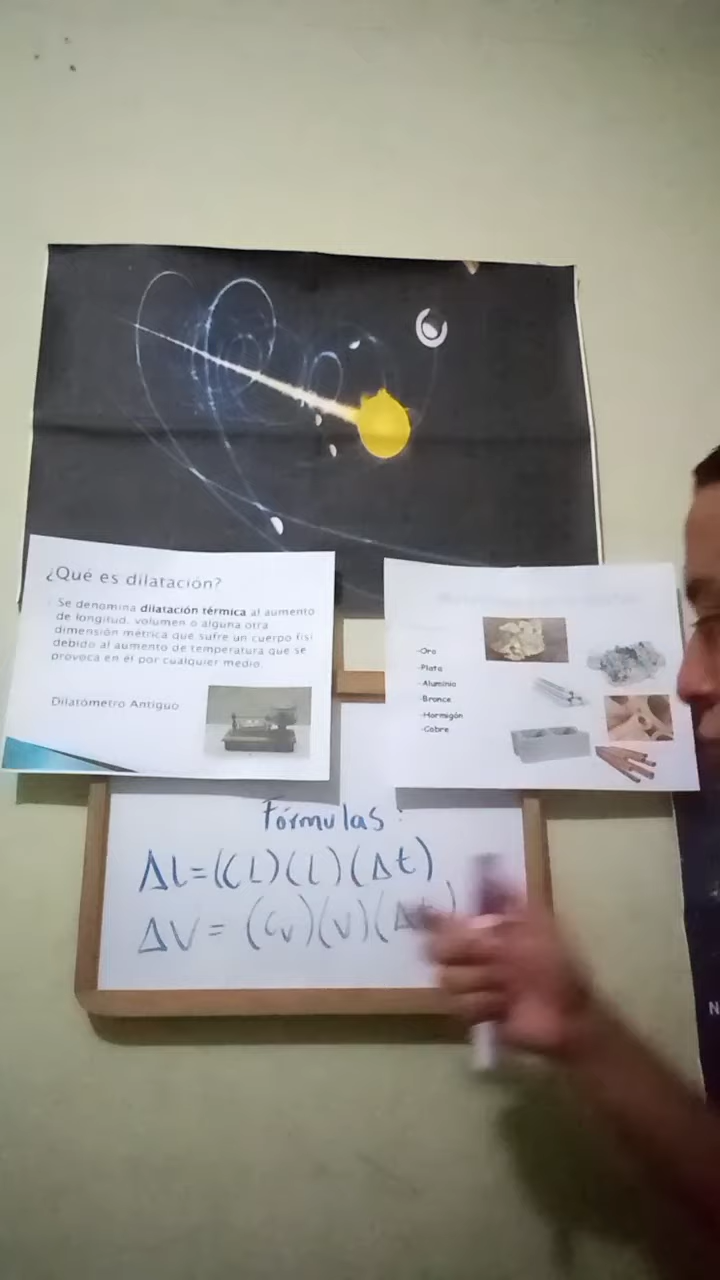 ¿Qué es dilatación?
Se denomina dilatación térmica al aumento
de longitud, volumen o alguna otra
dimensión métrica que sufre un cuerpo físi
debido al aumento de temperatura que se
provoca en él por cualquier medio.
Dilatómetro Antiguo
-Oro
-Plata
-Aluminio
-Bronce
-Hormigón
-Cobre
Fórmulas:
ΔL=(CL)(L)(Δt)
ΔV=(Cv)(V)(Δt)
N